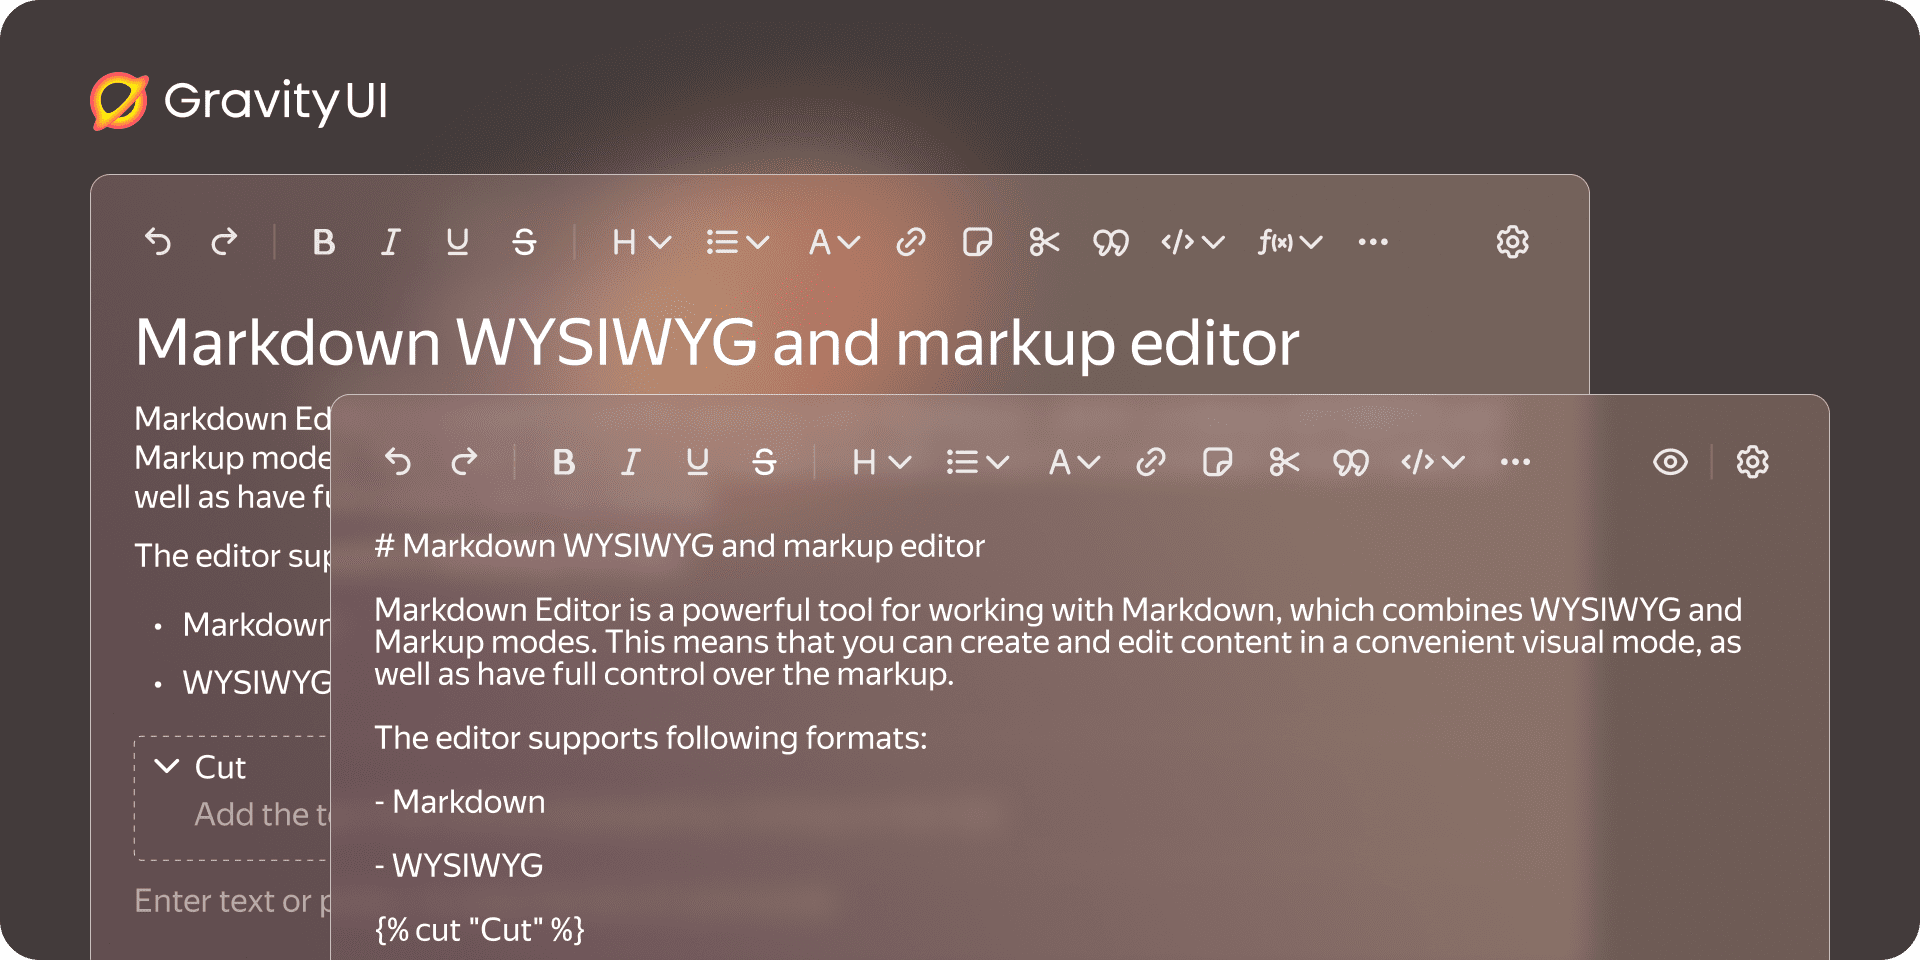 Gravity UI
B I U S H A </> f(x)
Markdown WYSIWYG and markup editor
Markdown Ed
Markup mode
well as have fu
The editor sup
• Markdown
• WYSIWYG
Cut
Add the te
Enter text or p
B I U S H A </>
# Markdown WYSIWYG and markup editor
Markdown Editor is a powerful tool for working with Markdown, which combines WYSIWYG and
Markup modes. This means that you can create and edit content in a convenient visual mode, as
well as have full control over the markup.
The editor supports following formats:
- Markdown
- WYSIWYG
{% cut "Cut" %}